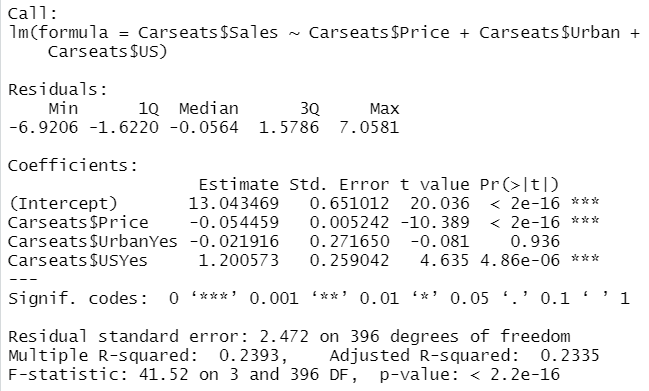 Call:
lm(formula = Carseats$Sales ~ Carseats$Price + Carseats$Urban +
    Carseats$US)

Residuals:
    Min      1Q  Median      3Q     Max
-6.9206 -1.6220 -0.0564  1.5786  7.0581

Coefficients:
                  Estimate Std. Error t value Pr(>|t|)
(Intercept)      13.043469   0.651012  20.036  < 2e-16 ***
Carseats$Price   -0.054459   0.005242 -10.389  < 2e-16 ***
Carseats$UrbanYes -0.021916   0.271650  -0.081    0.936
Carseats$USYes    1.200573   0.259042   4.635 4.86e-06 ***
---
Signif. codes:  0 ‘***’ 0.001 ‘**’ 0.01 ‘*’ 0.05 ‘.’ 0.1 ‘ ’ 1

Residual standard error: 2.472 on 396 degrees of freedom
Multiple R-squared:  0.2393,    Adjusted R-squared:  0.2335
F-statistic: 41.52 on 3 and 396 DF,  p-value: < 2.2e-16